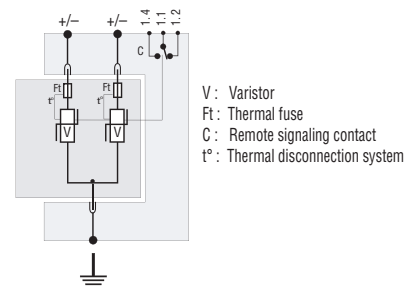 +/– +/– 1.4 1.1 1.2
C
Ft Ft
t° t°
V V
V : Varistor
Ft : Thermal fuse
C : Remote signaling contact
t° : Thermal disconnection system